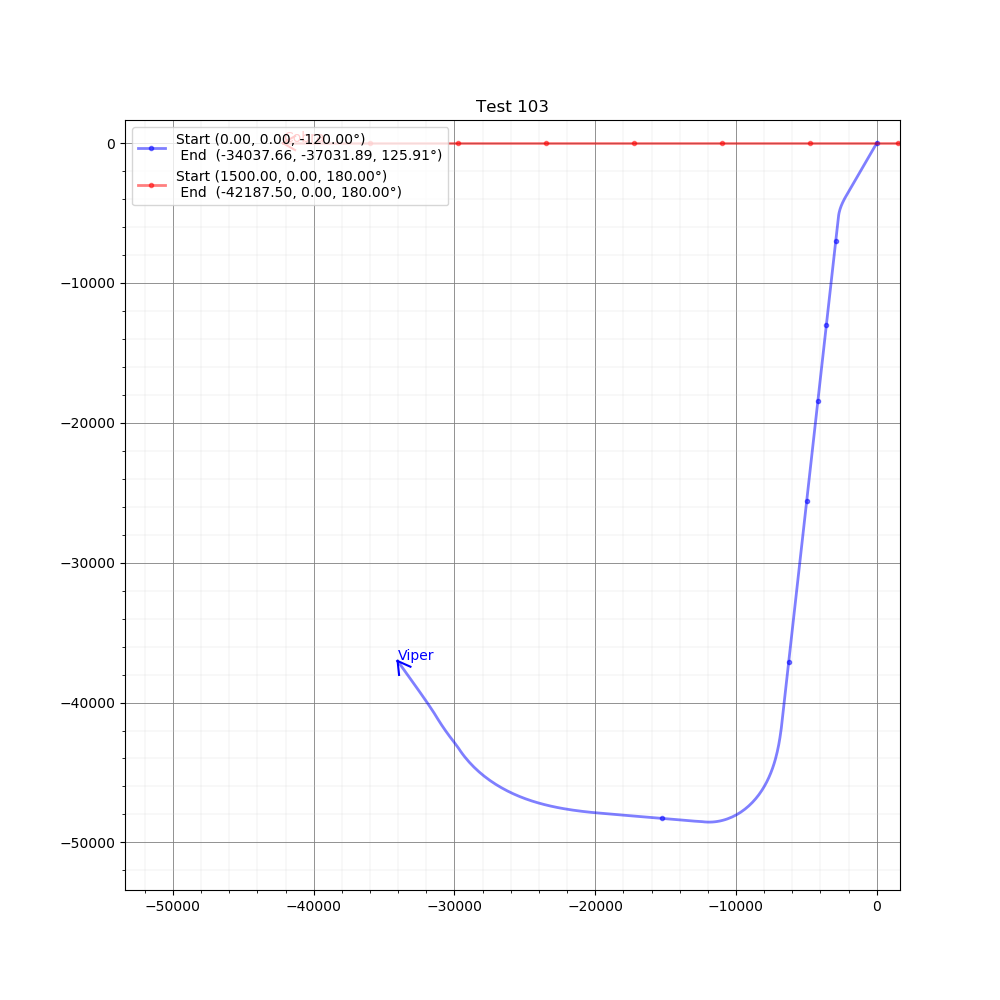 Test 103
Start (0.00, 0.00, -120.00°)
End (-34037.66, -37031.89, 125.91°)
Start (1500.00, 0.00, 180.00°)
End (-42187.50, 0.00, 180.00°)
0
−10000
−20000
−30000
−40000
−50000
Viper
−50000 −40000 −30000 −20000 −10000 0